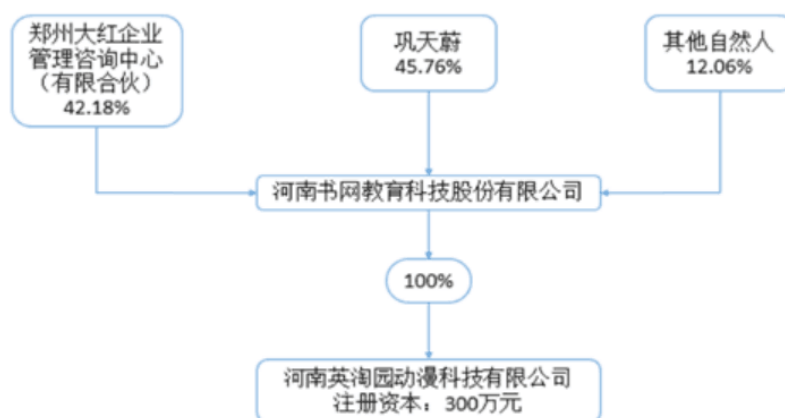 郑州大红企业
管理咨询中心
（有限合伙）
42.18%
巩天蔚
45.76%
其他自然人
12.06%
河南书网教育科技股份有限公司
100%
河南英淘园动漫科技有限公司
注册资本：300万元